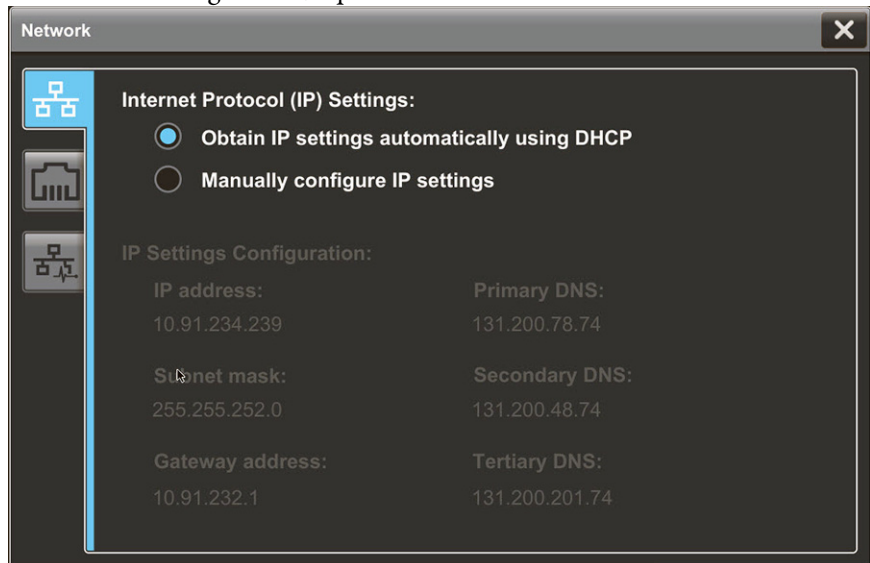 Network
Internet Protocol (IP) Settings:
Obtain IP settings automatically using DHCP
Manually configure IP settings
IP Settings Configuration:
IP address:
10.91.234.239
Primary DNS:
131.200.78.74
Subnet mask:
255.255.252.0
Secondary DNS:
131.200.48.74
Gateway address:
10.91.232.1
Tertiary DNS:
131.200.201.74